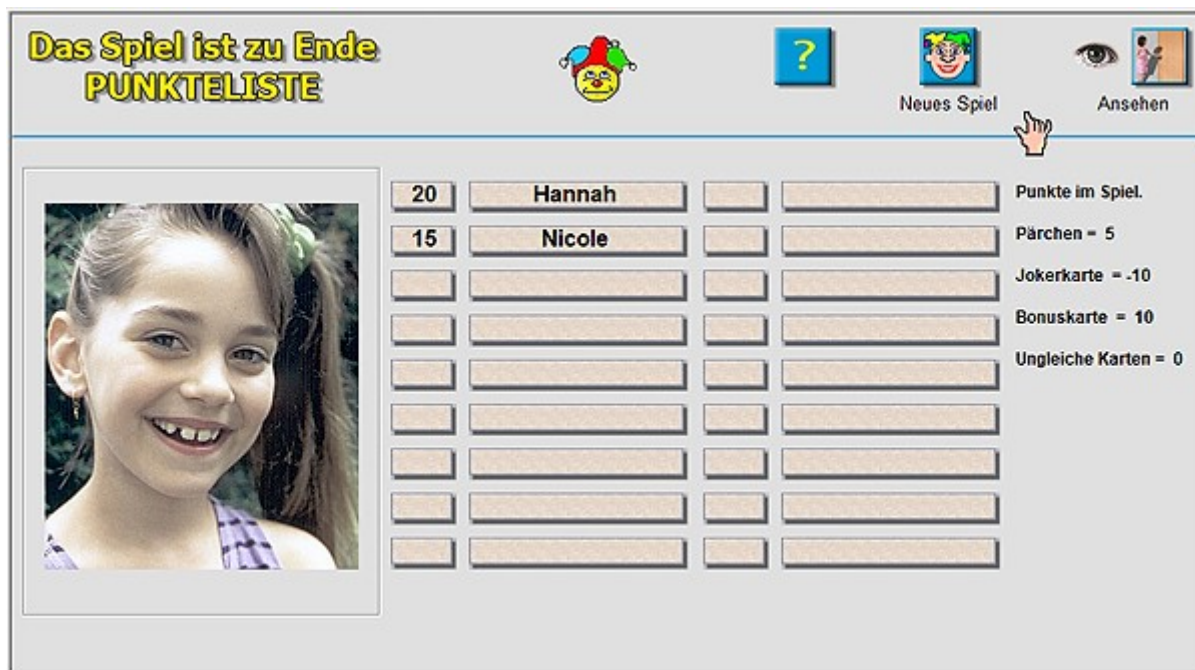 Das Spiel ist zu Ende
PUNKTELISTE
?
Neues Spiel
Ansehen
20 Hannah
15 Nicole
Punkte im Spiel.
Pärchen = 5
Jokerkarte = -10
Bonuskarte = 10
Ungleiche Karten = 0